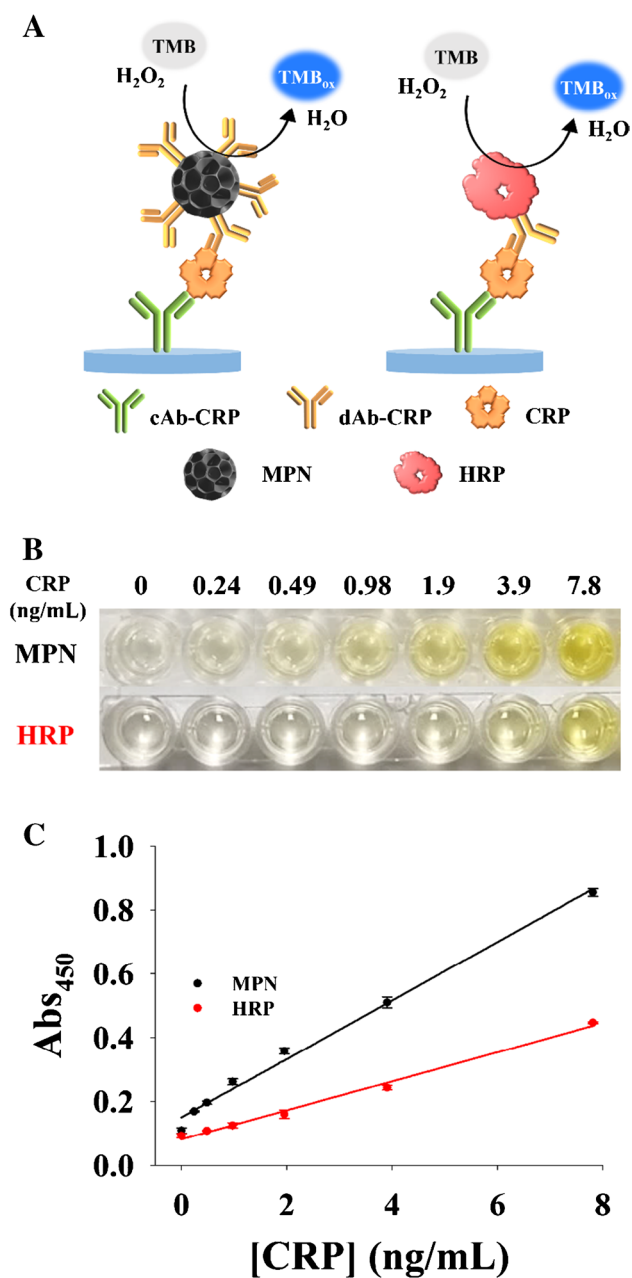 A
TMB
H₂O₂
TMBox
H₂O
TMB
H₂O₂
TMBox
H₂O
cAb-CRP
dAb-CRP
CRP
MPN
HRP
B
CRP (ng/mL)
0 0.24 0.49 0.98 1.9 3.9 7.8
MPN
HRP
C
1.0
0.8
0.6
0.4
0.2
0.0
Abs₄₅₀
MPN
HRP
0 2 4 6 8
[CRP] (ng/mL)